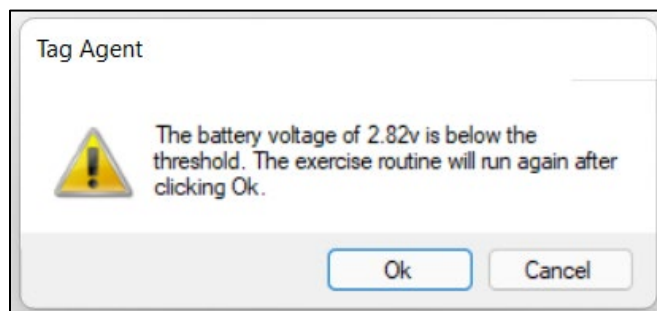 Tag Agent
The battery voltage of 2.82v is below the
threshold. The exercise routine will run again after
clicking Ok.
Ok
Cancel